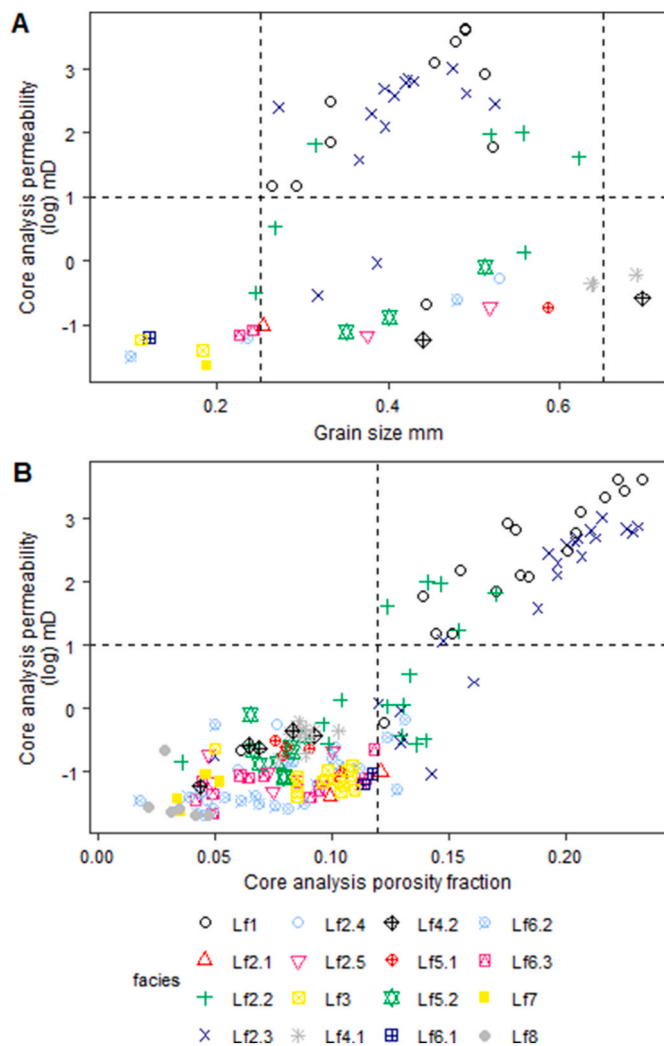 A
Core analysis permeability
(log) mD
3
2
1
0
-1
0.2 0.4 0.6
Grain size mm
B
Core analysis permeability
(log) mD
3
2
1
0
-1
0.00 0.05 0.10 0.15 0.20
Core analysis porosity fraction
facies
Lf1 Lf2.4 Lf4.2 Lf6.2
Lf2.1 Lf2.5 Lf5.1 Lf6.3
Lf2.2 Lf3 Lf5.2 Lf7
Lf2.3 Lf4.1 Lf6.1 Lf8